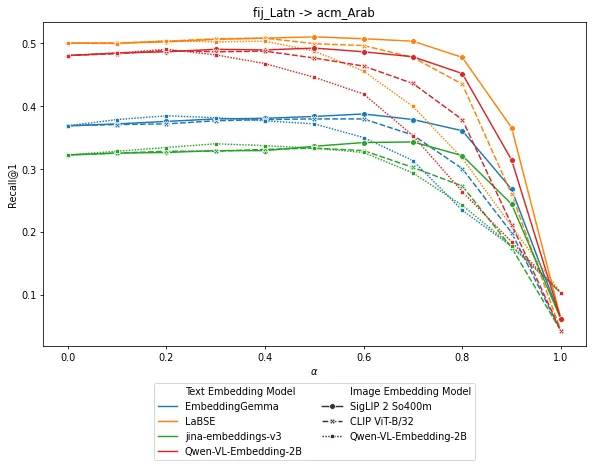 fij_Latn -> acm_Arab
Recall@1
0.5
0.4
0.3
0.2
0.1
0.0 0.2 0.4 0.6 0.8 1.0
α
Text Embedding Model Image Embedding Model
EmbeddingGemma SigLIP 2 So400m
LaBSE CLIP ViT-B/32
jina-embeddings-v3 Qwen-VL-Embedding-2B
Qwen-VL-Embedding-2B